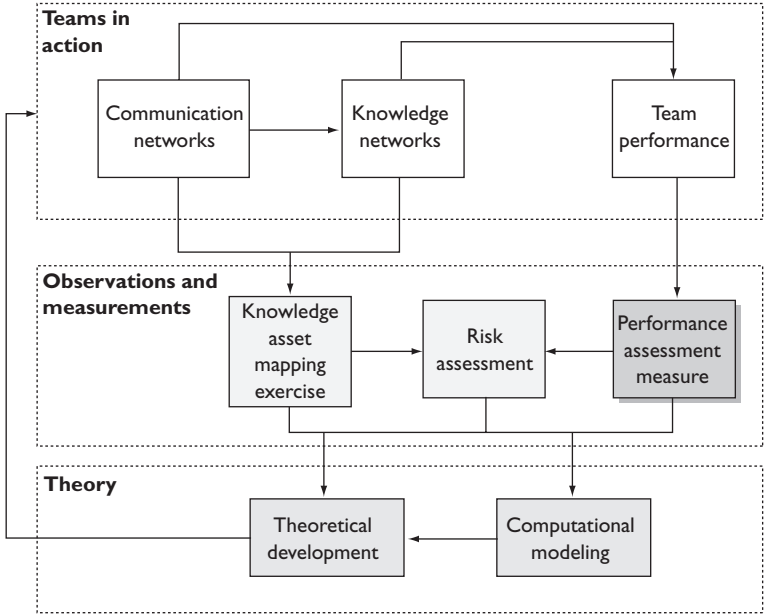 Teams in
action
Communication
networks
Knowledge
networks
Team
performance
Observations and
measurements
Knowledge
asset
mapping
exercise
Risk
assessment
Performance
assessment
measure
Theory
Theoretical
development
Computational
modeling